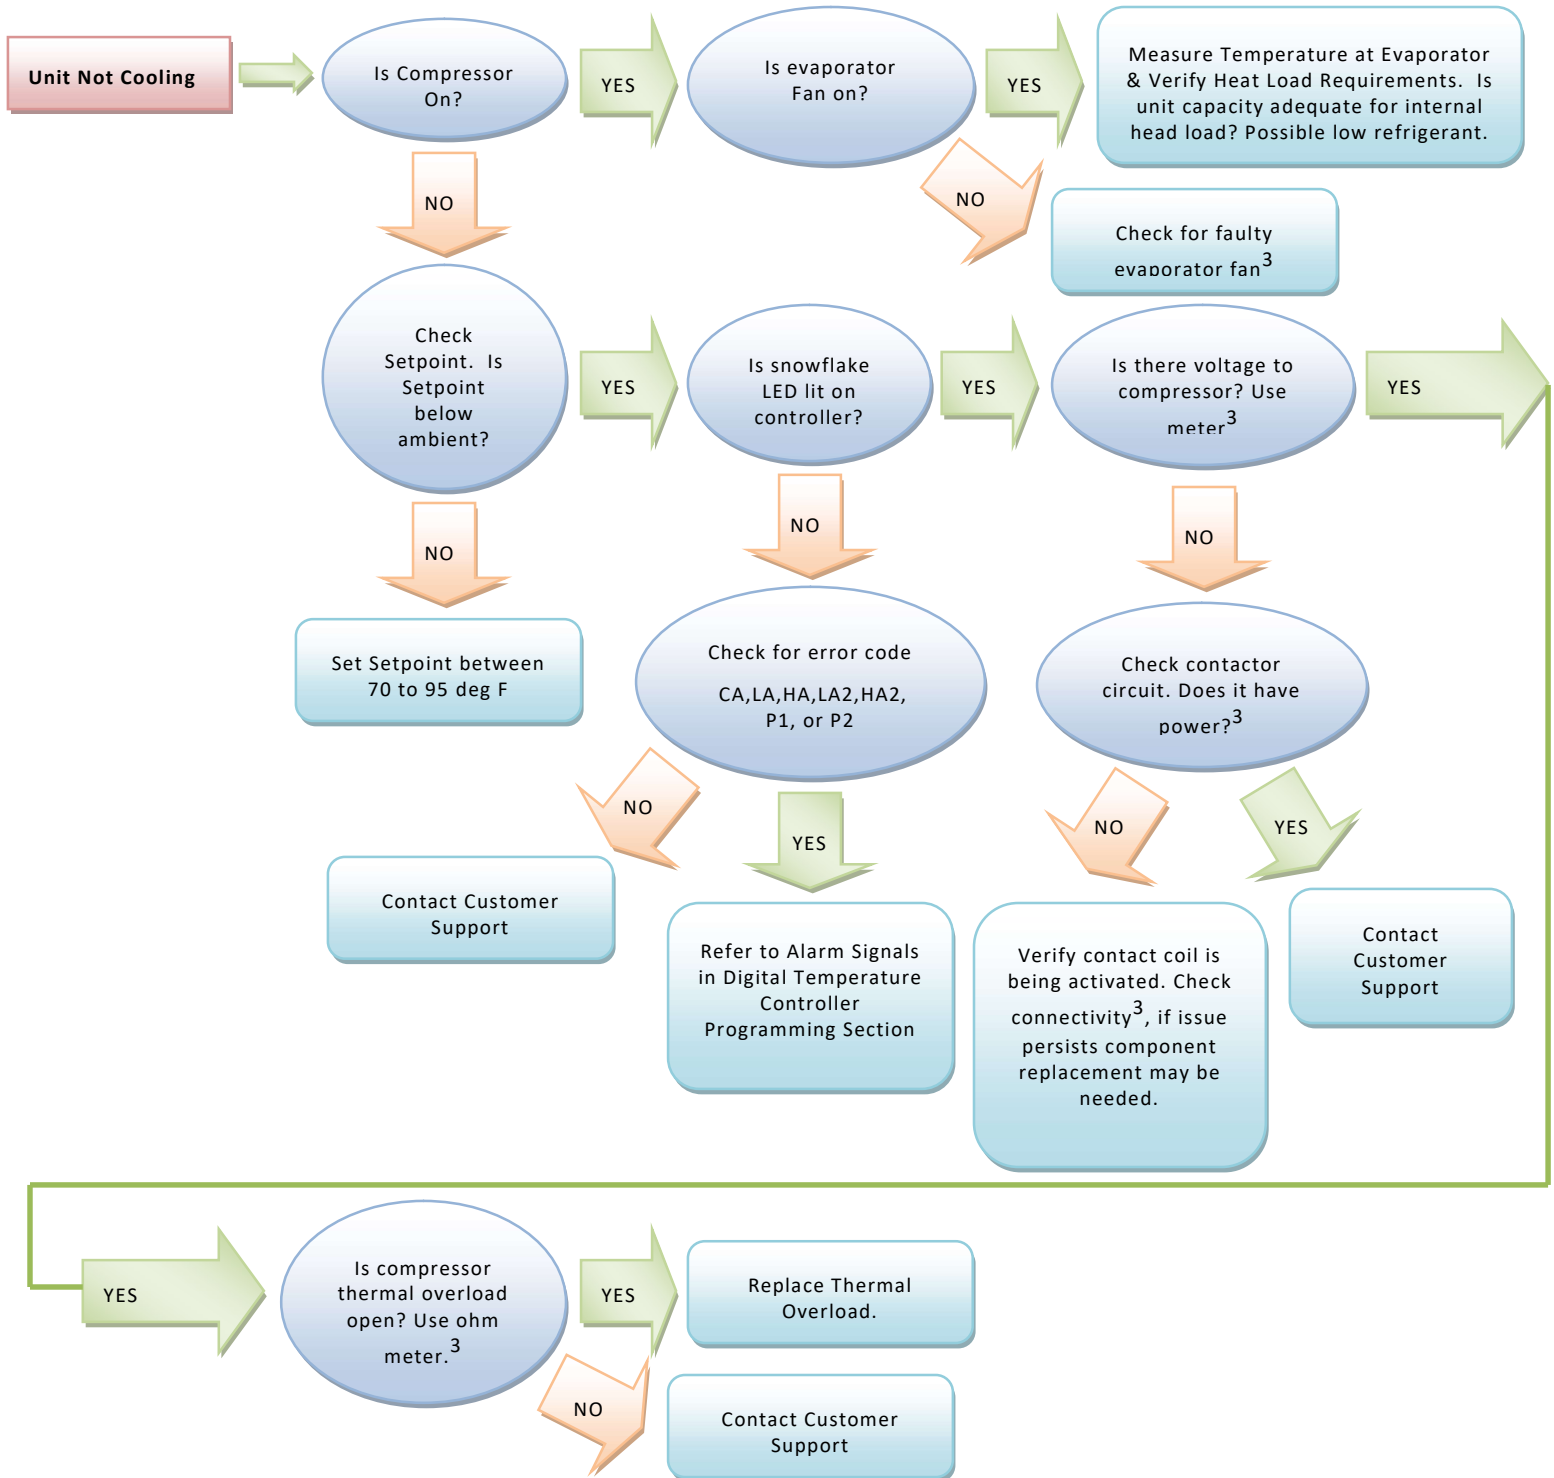 Unit Not Cooling
Is Compressor
On?
YES
Is evaporator
Fan on?
YES
Measure Temperature at Evaporator
& Verify Heat Load Requirements.  Is
unit capacity adequate for internal
head load? Possible low refrigerant.
NO
NO
Check for faulty
evaporator fan3
Check
Setpoint.  Is
Setpoint
below
ambient?
YES
Is snowflake
LED lit on
controller?
YES
Is there voltage to
compressor? Use
meter3
YES
NO
NO
NO
Set Setpoint between
70 to 95 deg F
Check for error code
CA,LA,HA,LA2,HA2,
P1, or P2
Check contactor
circuit. Does it have
power?3
NO
YES
NO
YES
Contact Customer
Support
Refer to Alarm Signals
in Digital Temperature
Controller
Programming Section
Verify contact coil is
being activated. Check
connectivity3, if issue
persists component
replacement may be
needed.
Contact
Customer
Support
YES
Is compressor
thermal overload
open? Use ohm
meter.3
YES
Replace Thermal
Overload.
NO
Contact Customer
Support